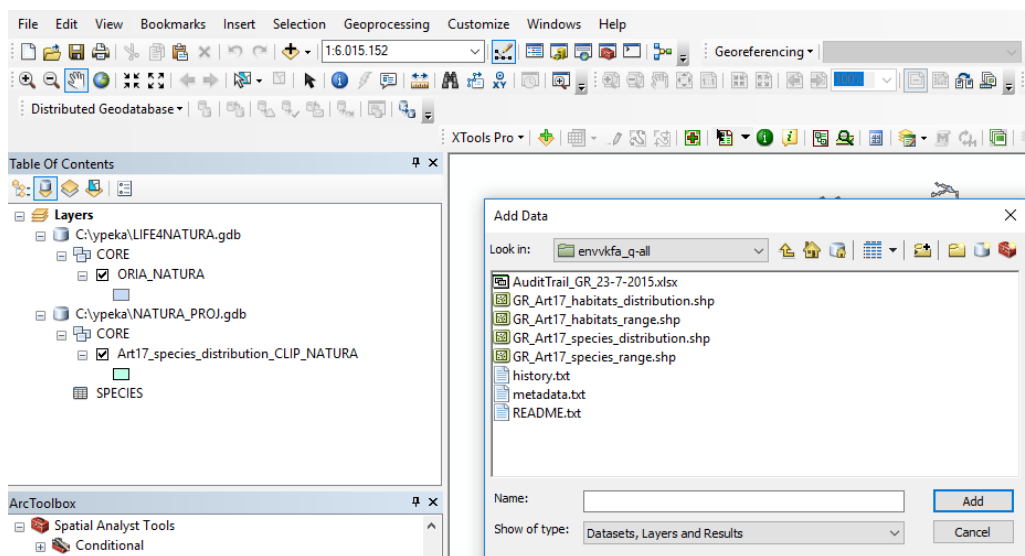 File Edit View Bookmarks Insert Selection Geoprocessing Customize Windows Help
1:6.015.152
Georeferencing
100%
Distributed Geodatabase
XTools Pro
Table Of Contents
Layers
C:\ypeka\LIFE4NATURA.gdb
CORE
ORIA_NATURA
C:\ypeka\NATURA_PROJ.gdb
CORE
Art17_species_distribution_CLIP_NATURA
SPECIES
ArcToolbox
Spatial Analyst Tools
Conditional
Add Data
Look in: envvkfa_q-all
AuditTrail_GR_23-7-2015.xlsx
GR_Art17_habitats_distribution.shp
GR_Art17_habitats_range.shp
GR_Art17_species_distribution.shp
GR_Art17_species_range.shp
history.txt
metadata.txt
README.txt
Name:
Add
Show of type: Datasets, Layers and Results
Cancel